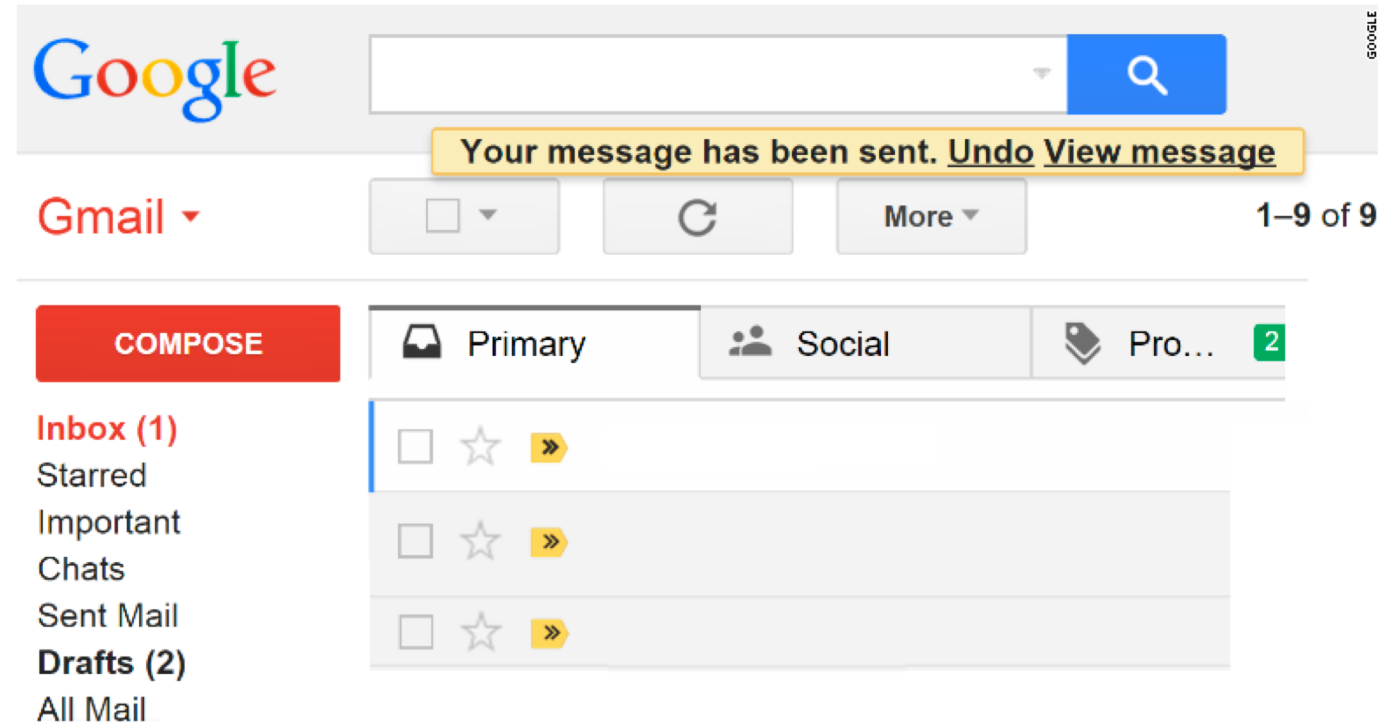 GOOGLE
Google
Your message has been sent. Undo View message
Gmail
More
1–9 of 9
COMPOSE
Primary
Social
Pro...
2
Inbox (1)
Starred
Important
Chats
Sent Mail
Drafts (2)
All Mail